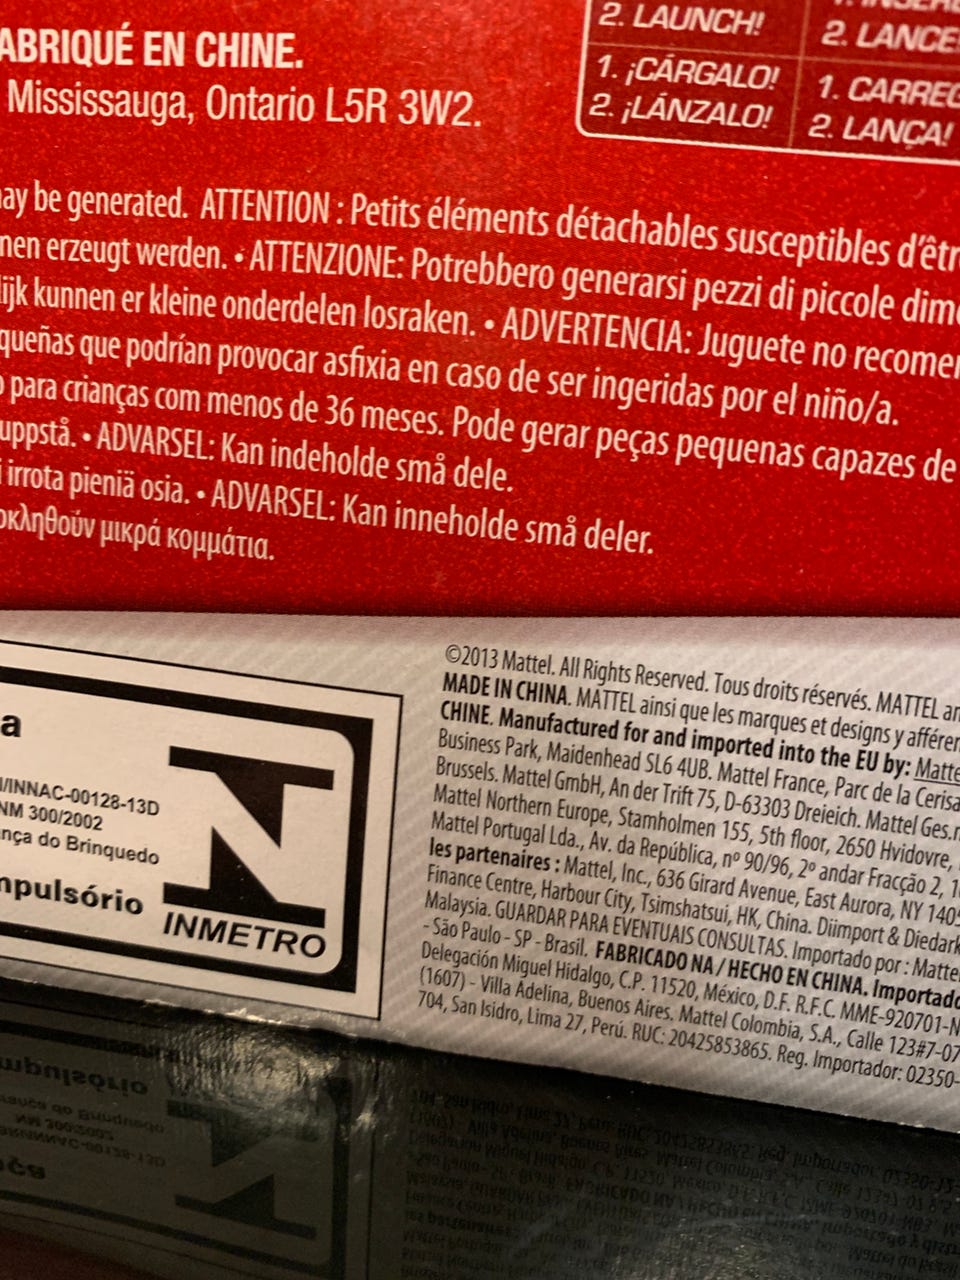 ABRIQUÉ EN CHINE.
Mississauga, Ontario L5R 3W2.
2. LAUNCH!
2. LANCE
1. ¡CÁRGALO!
2. ¡LÁNZALO!
1. CARREG
2. LANÇA!
may be generated. ATTENTION : Petits éléments détachables susceptibles d'êtr
nen erzeugt werden. • ATTENZIONE: Potrebbero generarsi pezzi di piccole dime
lijk kunnen er kleine onderdelen losraken. • ADVERTENCIA: Juguete no recomen
queñas que podrían provocar asfixia en caso de ser ingeridas por el niño/a.
para crianças com menos de 36 meses. Pode gerar peças pequenas capazes de
uppstå. • ADVARSEL: Kan indeholde små dele.
irrota pieniä osia. • ADVARSEL: Kan inneholde små deler.
οκληθούν μικρά κομμάτια.
a
/INNAC-00128-13D
NM 300/2002
nça do Brinquedo
mpulsório
INMETRO
©2013 Mattel. All Rights Reserved. Tous droits réservés. MATTEL an
MADE IN CHINA. MATTEL ainsi que les marques et designs y afféren
CHINE. Manufactured for and imported into the EU by: Matte
Business Park, Maidenhead SL6 4UB. Mattel France, Parc de la Cerisa
Brussels. Mattel GmbH, An der Trift 75, D-63303 Dreieich. Mattel Ges.
Mattel Northern Europe, Stamholmen 155, 5th floor, 2650 Hvidovre,
Mattel Portugal Lda., Av. da República, nº 90/96, 2º andar Fracção 2, 1
les partenaires : Mattel, Inc., 636 Girard Avenue, East Aurora, NY 1405
Finance Centre, Harbour City, Tsimshatsui, HK, China. Diimport & Diedark
Malaysia. GUARDAR PARA EVENTUAIS CONSULTAS. Importado por : Matte
- São Paulo - SP - Brasil. FABRICADO NA / HECHO EN CHINA. Importado
Delegación Miguel Hidalgo, C.P. 11520, México, D.F. R.F.C. MME-920701-N
(1607) - Villa Adelina, Buenos Aires. Mattel Colombia, S.A., Calle 123#7-07
704, San Isidro, Lima 27, Perú. RUC: 20425853865. Reg. Importador: 02350-